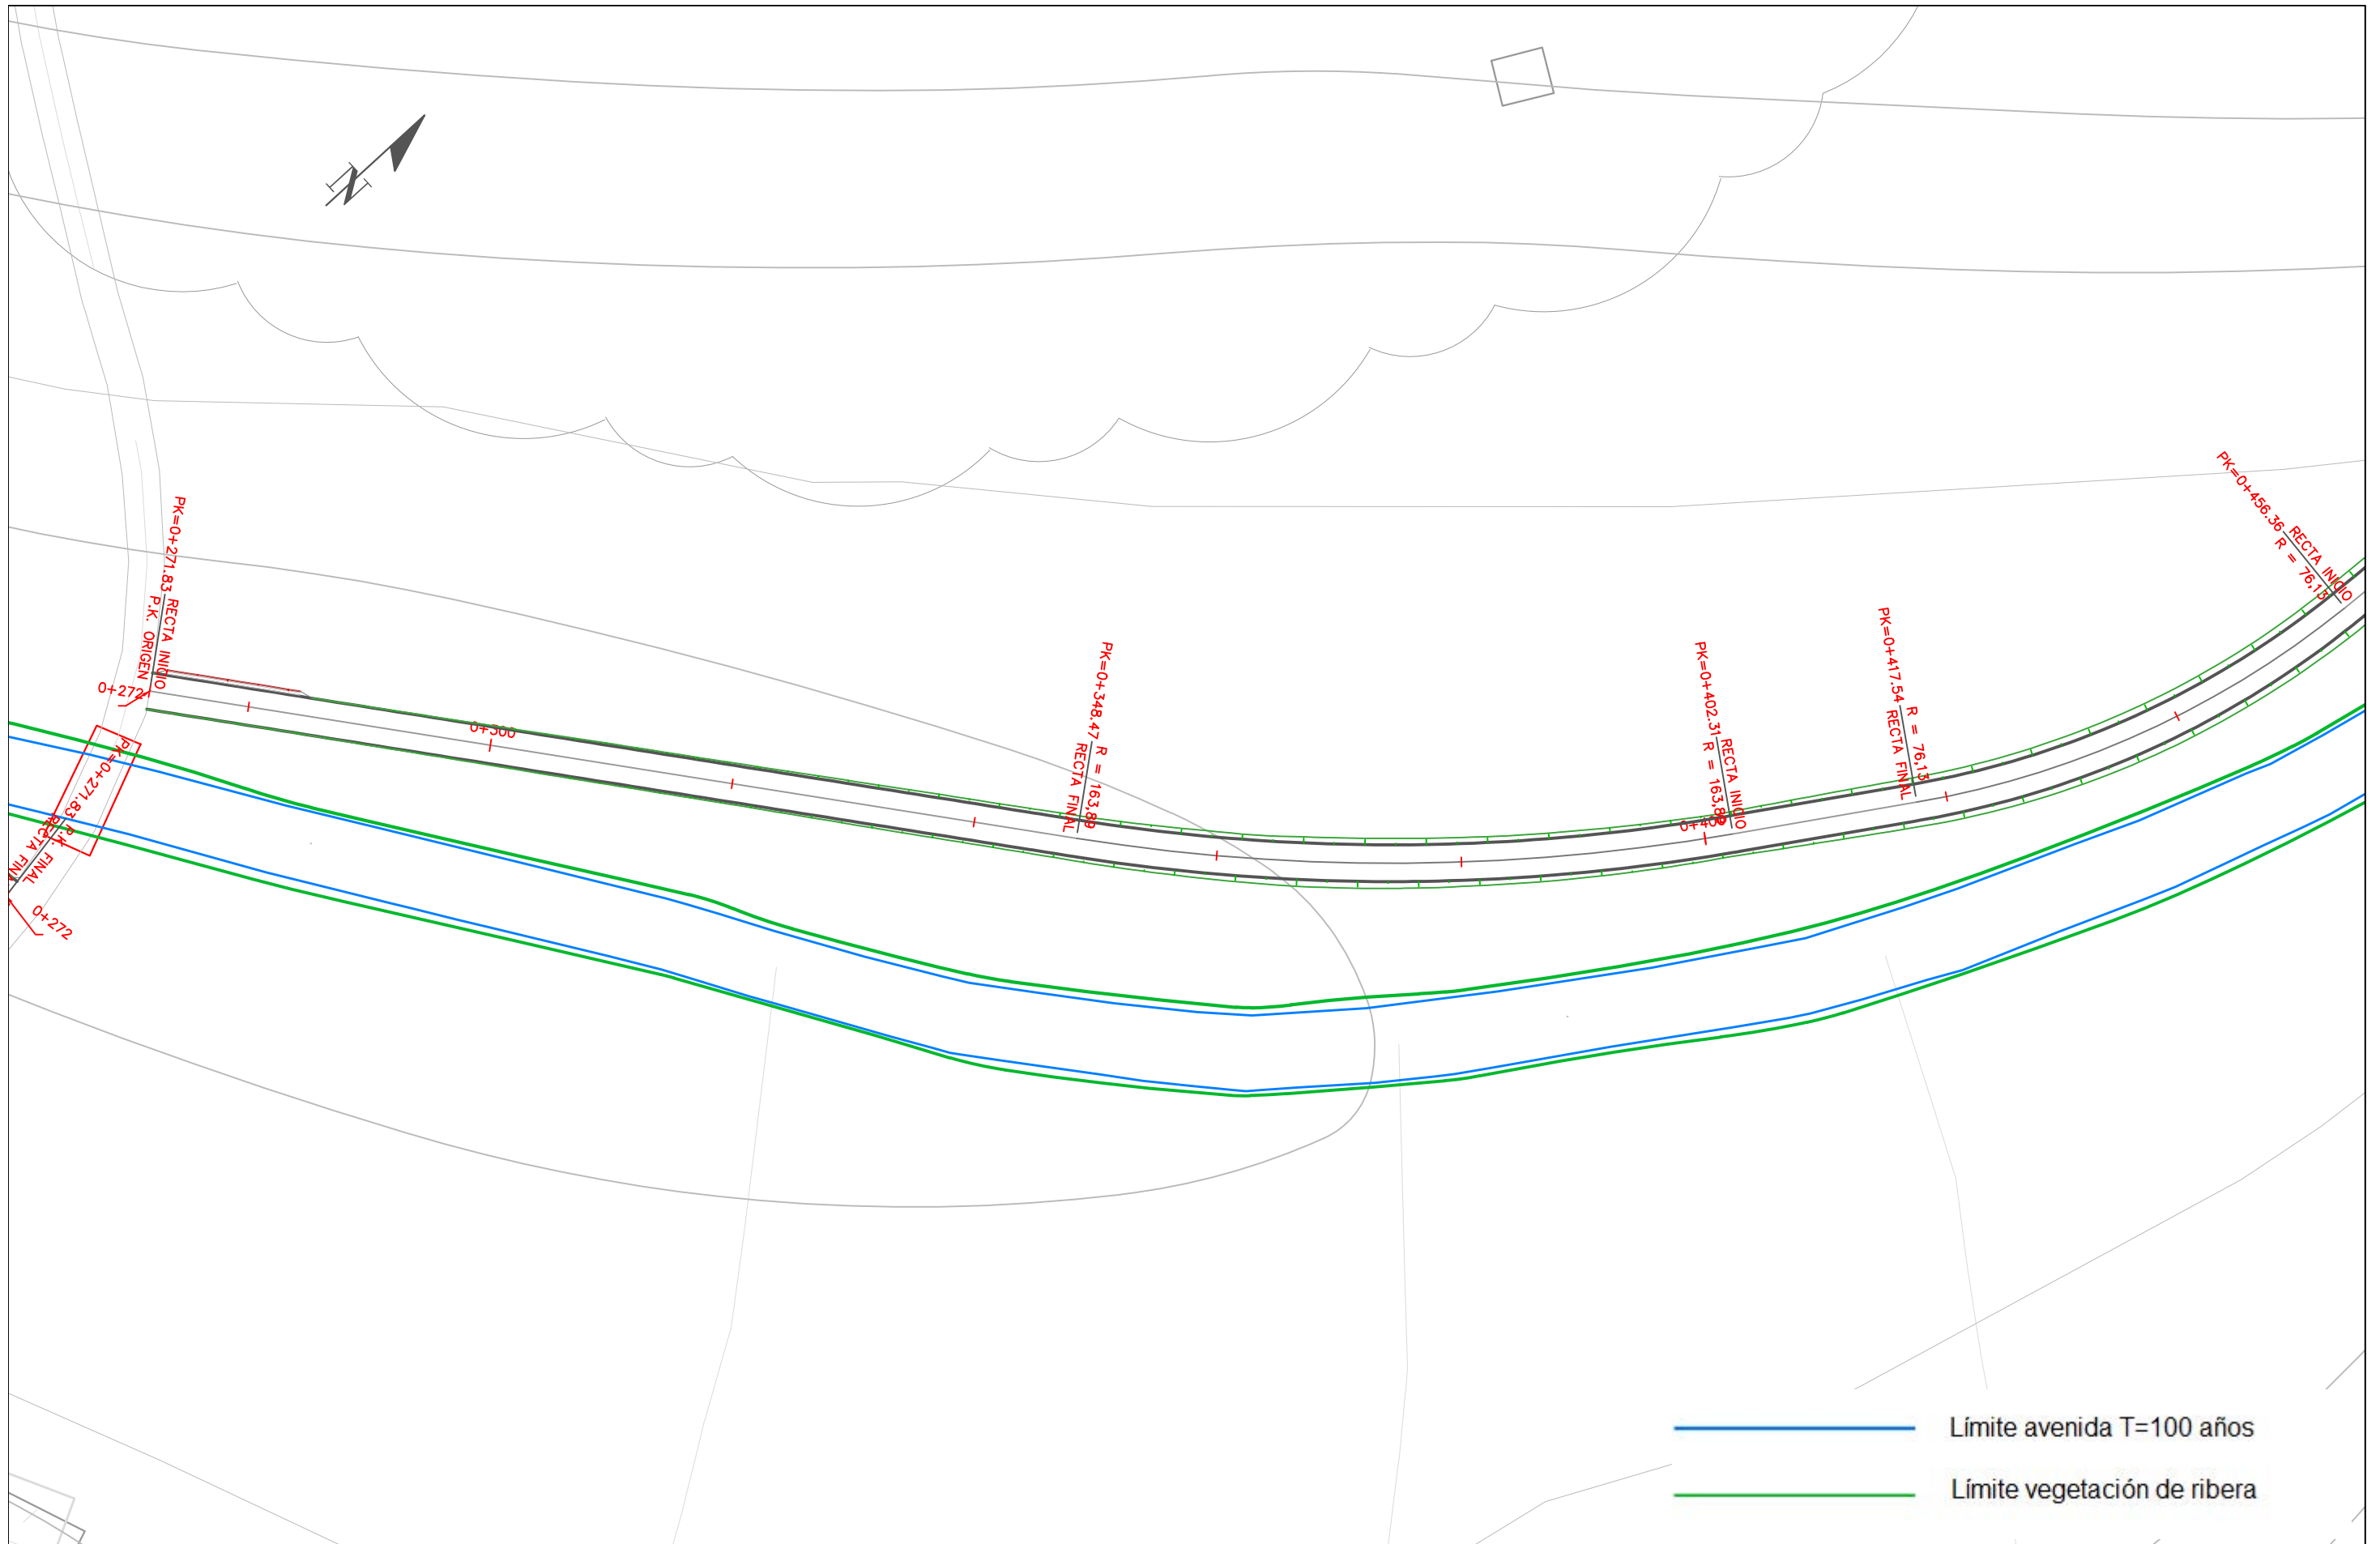 N
PK=0+271.83 RECTA INICIO
P.K. ORIGEN
0+272
0+300
PK=0+271.83 P.K. FINAL
RECTA FINAL
0+272
PK=0+348.47 R = 163,89
RECTA FINAL
PK=0+402.31 RECTA INICIO
R = 163,89
0+400
PK=0+417.54 R = 76,13
RECTA FINAL
PK=0+456.36 RECTA INICIO
R = 76,13
Límite avenida T=100 años
Límite vegetación de ribera